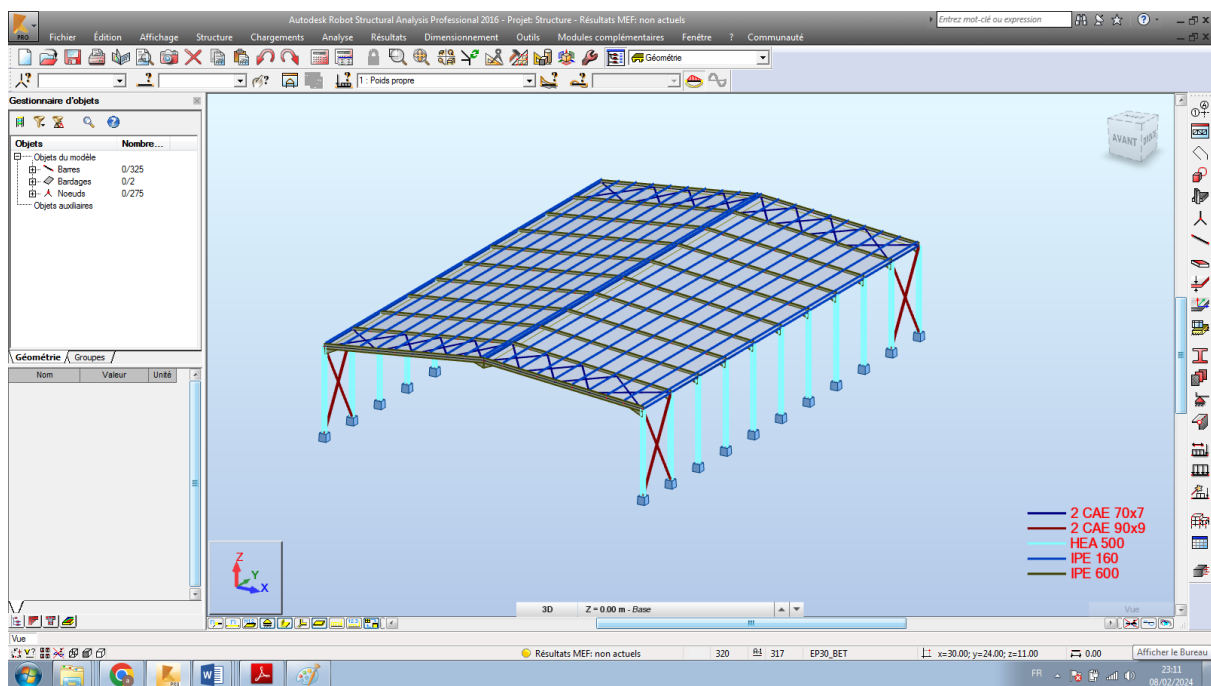 Autodesk Robot Structural Analysis Professional 2016 - Projet: Structure - Résultats MEF: non actuels
Entrez mot-clé ou expression
PRO
Fichier Édition Affichage Structure Chargements Analyse Résultats Dimensionnement Outils Modules complémentaires Fenêtre ? Communauté
Géométrie
1 : Poids propre
Gestionnaire d'objets
Objets Nombre...
Objets du modèle
Barres 0/325
Bardages 0/2
Noeuds 0/275
Objets auxiliaires
Géométrie Groupes
Nom Valeur Unité
AVANT
2 CAE 70x7
2 CAE 90x9
HEA 500
IPE 160
IPE 600
Z
Y
X
3D Z = 0.00 m - Base
Vue
Vue
Résultats MEF: non actuels 320 317 EP30_BET x=30.00; y=24.00; z=11.00 0.00
Afficher le Bureau
FR
23:11
08/02/2024